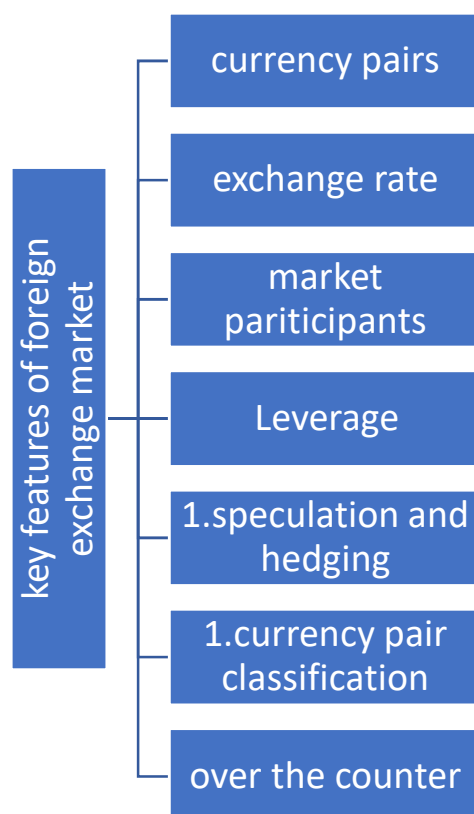 key features of foreign
exchange market
currency pairs
exchange rate
market
pariticipants
Leverage
1.speculation and
hedging
1.currency pair
classification
over the counter